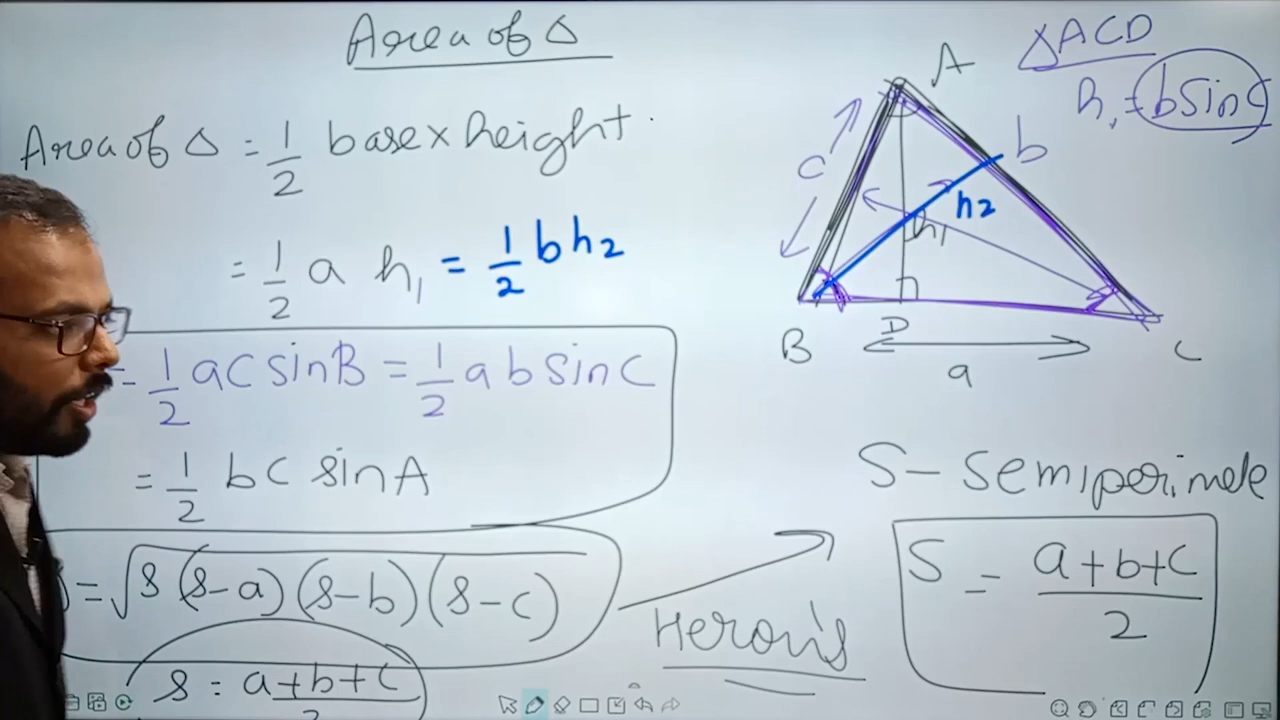 Area of Δ
Area of Δ = 1/2 base × height.
= 1/2 a h₁ = 1/2 b h₂
= 1/2 ac sinB = 1/2 ab sinC
= 1/2 bc sinA
= √s(s-a)(s-b)(s-c)
s = a+b+c
Heron's
ΔACD
h₁ = b sinC
A
b
c
h₂
h₁
B
D
C
a
S - Semiperimete
S = a+b+c/2